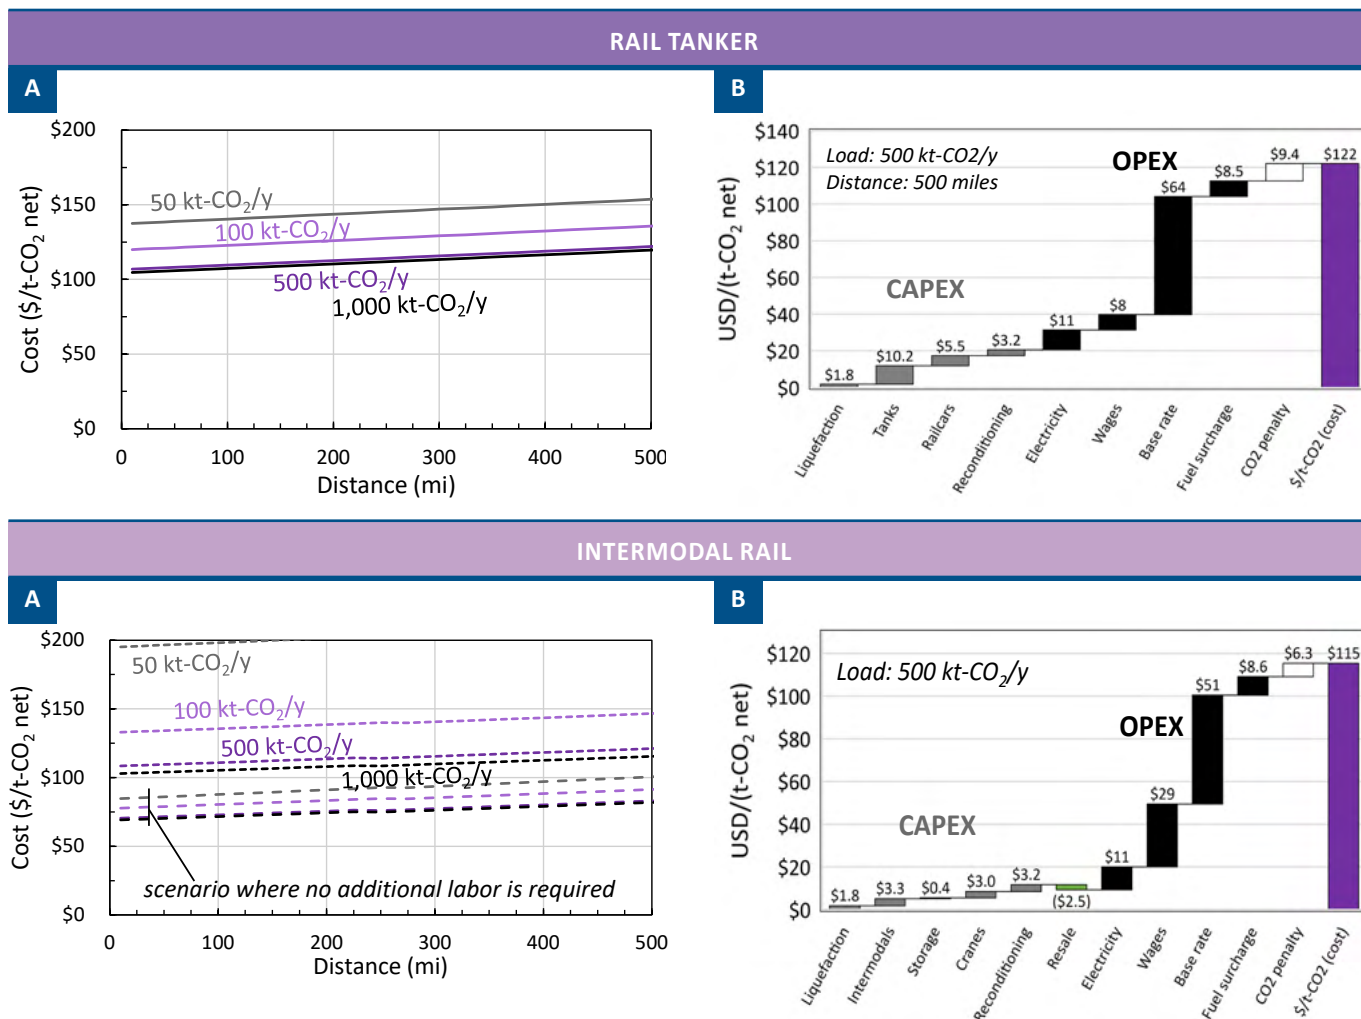 RAIL TANKER
A
$200
$150
$100
$50
$0
Cost ($/t-CO₂ net)
50 kt-CO₂/y
100 kt-CO₂/y
500 kt-CO₂/y
1,000 kt-CO₂/y
0 100 200 300 400 500
Distance (mi)
B
$140
$120
$100
$80
$60
$40
$20
$0
USD/(t-CO₂ net)
Load: 500 kt-CO2/y
Distance: 500 miles
OPEX
CAPEX
$1.8
$10.2
$5.5
$3.2
$11
$8
$64
$8.5
$9.4
$122
Liquefaction
Tanks
Railcars
Reconditioning
Electricity
Wages
Base rate
Fuel surcharge
CO2 penalty
$/t-CO2 (cost)
INTERMODAL RAIL
A
$200
$150
$100
$50
$0
Cost ($/t-CO₂ net)
50 kt-CO₂/y
100 kt-CO₂/y
500 kt-CO₂/y
1,000 kt-CO₂/y
scenario where no additional labor is required
0 100 200 300 400 500
Distance (mi)
B
$120
$100
$80
$60
$40
$20
$0
USD/(t-CO₂ net)
Load: 500 kt-CO₂/y
OPEX
CAPEX
$1.8
$3.3
$0.4
$3.0
$3.2
($2.5)
$11
$29
$51
$8.6
$6.3
$115
Liquefaction
Intermodals
Storage
Cranes
Reconditioning
Resale
Electricity
Wages
Base rate
Fuel surcharge
CO2 penalty
$/t-CO2 (cost)